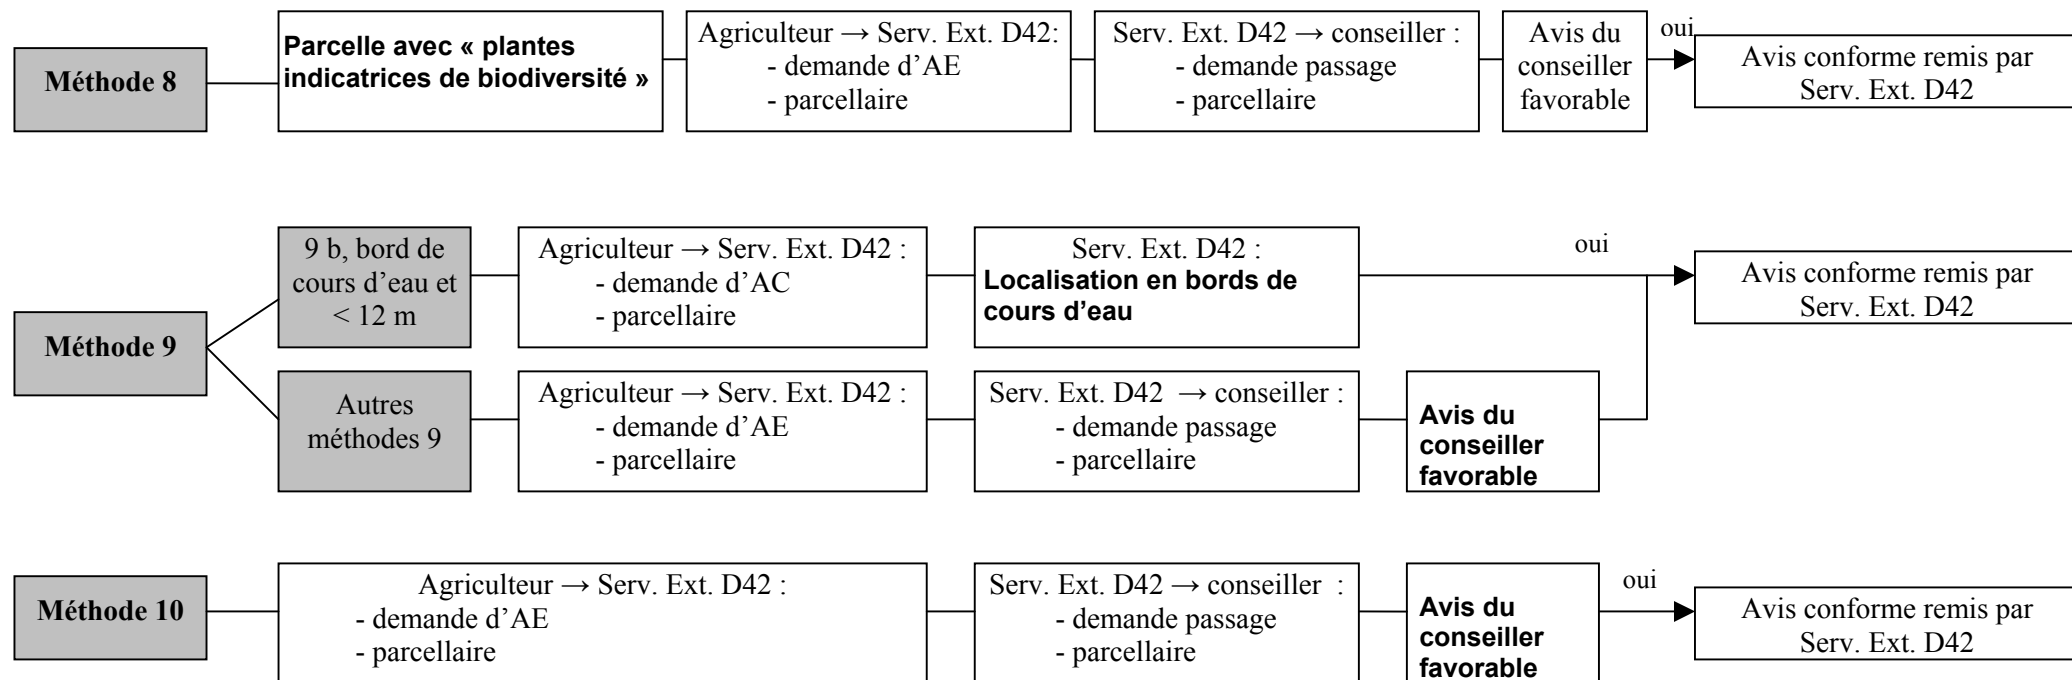 Méthode 8
Parcelle avec « plantes
indicatrices de biodiversité »
Agriculteur → Serv. Ext. D42:
- demande d’AE
- parcellaire
Serv. Ext. D42 → conseiller :
- demande passage
- parcellaire
Avis du
conseiller
favorable
oui
Avis conforme remis par
Serv. Ext. D42
Méthode 9
9 b, bord de
cours d’eau et
< 12 m
Agriculteur → Serv. Ext. D42 :
- demande d’AC
- parcellaire
Serv. Ext. D42 :
Localisation en bords de
cours d’eau
oui
Avis conforme remis par
Serv. Ext. D42
Autres
méthodes 9
Agriculteur → Serv. Ext. D42 :
- demande d’AE
- parcellaire
Serv. Ext. D42 → conseiller :
- demande passage
- parcellaire
Avis du
conseiller
favorable
Méthode 10
Agriculteur → Serv. Ext. D42 :
- demande d’AE
- parcellaire
Serv. Ext. D42 → conseiller :
- demande passage
- parcellaire
Avis du
conseiller
favorable
oui
Avis conforme remis par
Serv. Ext. D42